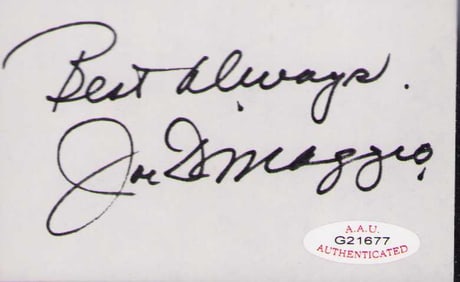 Best Always.
Joe DiMaggio
A.A.U.
G21677
AUTHENTICATED